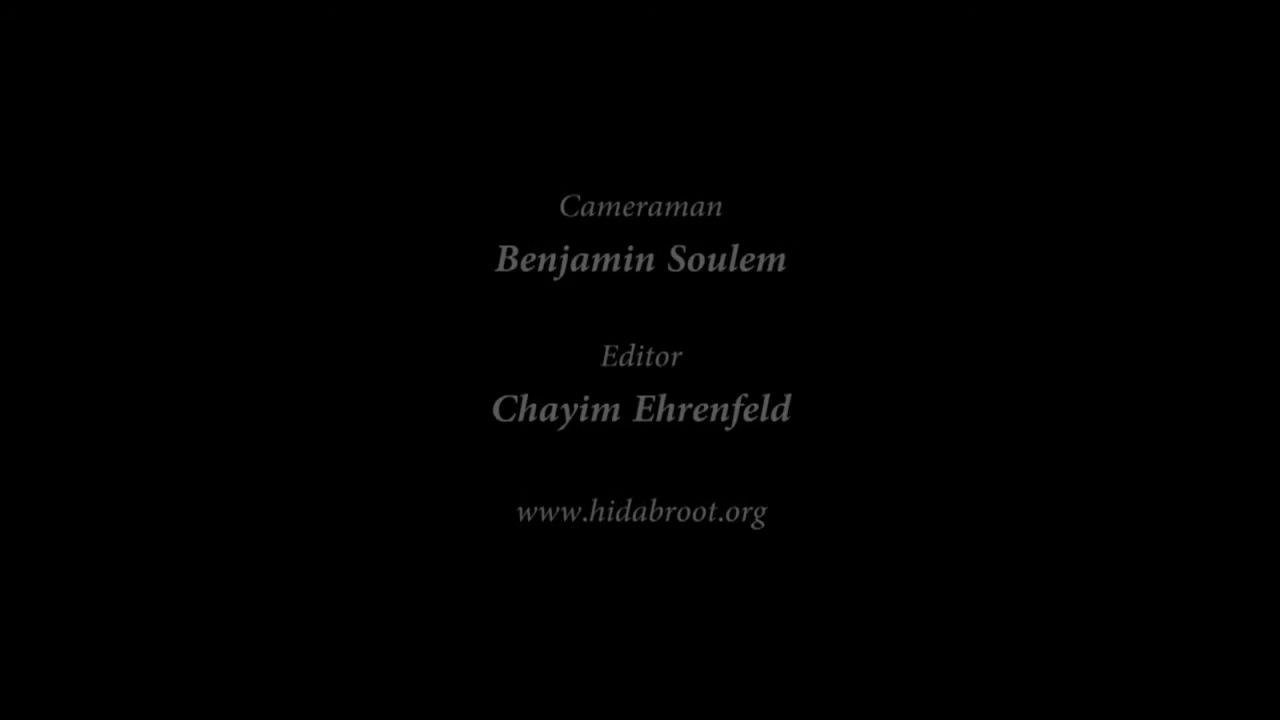 Cameraman
Benjamin Soulem
Editor
Chayim Ehrenfeld
www.hidabroot.org